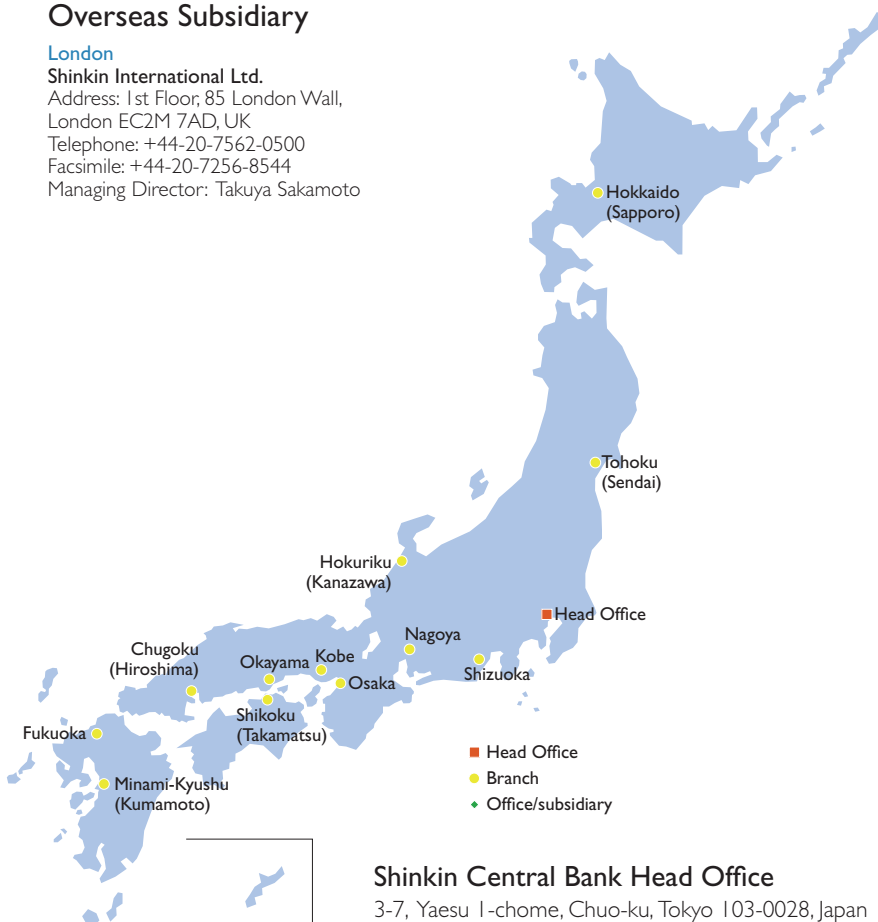 Overseas Subsidiary
London
Shinkin International Ltd.
Address: 1st Floor, 85 London Wall,
London EC2M 7AD, UK
Telephone: +44-20-7562-0500
Facsimile: +44-20-7256-8544
Managing Director: Takuya Sakamoto
Hokkaido
(Sapporo)
Tohoku
(Sendai)
Hokuriku
(Kanazawa)
Head Office
Nagoya
Chugoku
(Hiroshima)
Okayama
Kobe
Shizuoka
Osaka
Shikoku
(Takamatsu)
Fukuoka
Minami-Kyushu
(Kumamoto)
Head Office
Branch
Office/subsidiary
Shinkin Central Bank Head Office
3-7, Yaesu 1-chome, Chuo-ku, Tokyo 103-0028, Japan